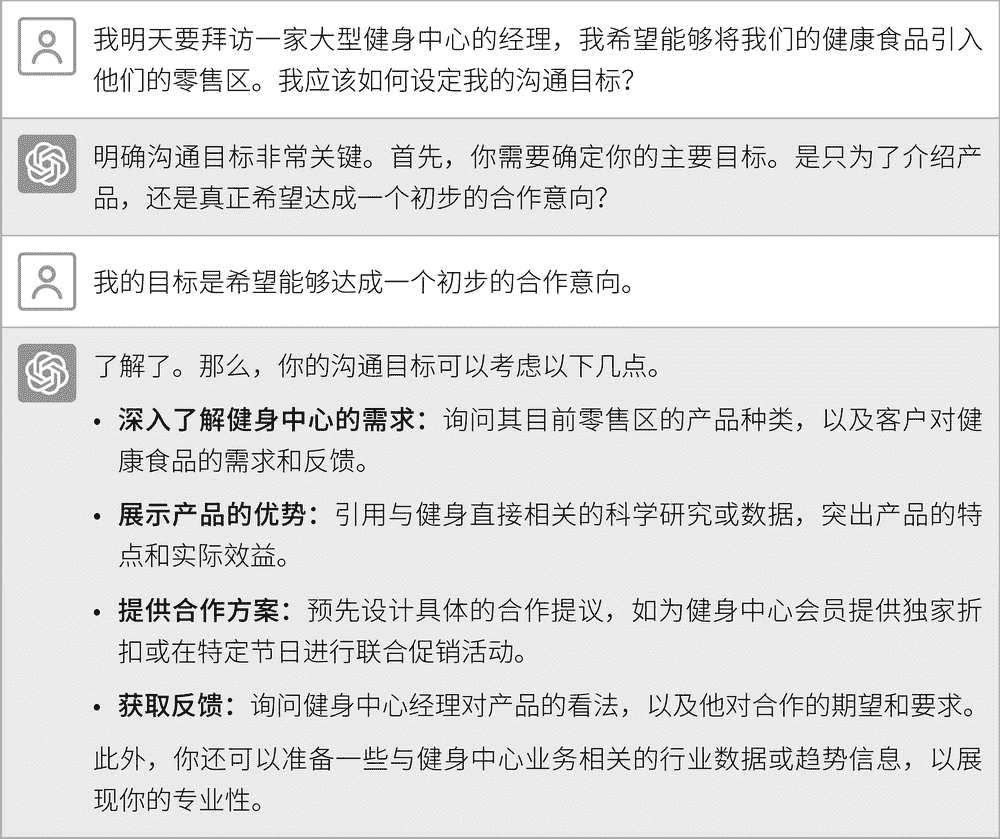 我明天要拜访一家大型健身中心的经理，我希望能够将我们的健康食品引入
他们的零售区。我应该如何设定我的沟通目标？
明确沟通目标非常关键。首先，你需要确定你的主要目标。是只为了介绍产
品，还是真正希望达成一个初步的合作意向？
我的目标是希望能够达成一个初步的合作意向。
了解了。那么，你的沟通目标可以考虑以下几点。
• 深入了解健身中心的需求：询问其目前零售区的产品种类，以及客户对健
康食品的需求和反馈。
• 展示产品的优势：引用与健身直接相关的科学研究或数据，突出产品的特
点和实际效益。
• 提供合作方案：预先设计具体的合作提议，如为健身中心会员提供独家折
扣或在特定节日进行联合促销活动。
• 获取反馈：询问健身中心经理对产品的看法，以及他对合作的期望和要求。
此外，你还可以准备一些与健身中心业务相关的行业数据或趋势信息，以展
现你的专业性。